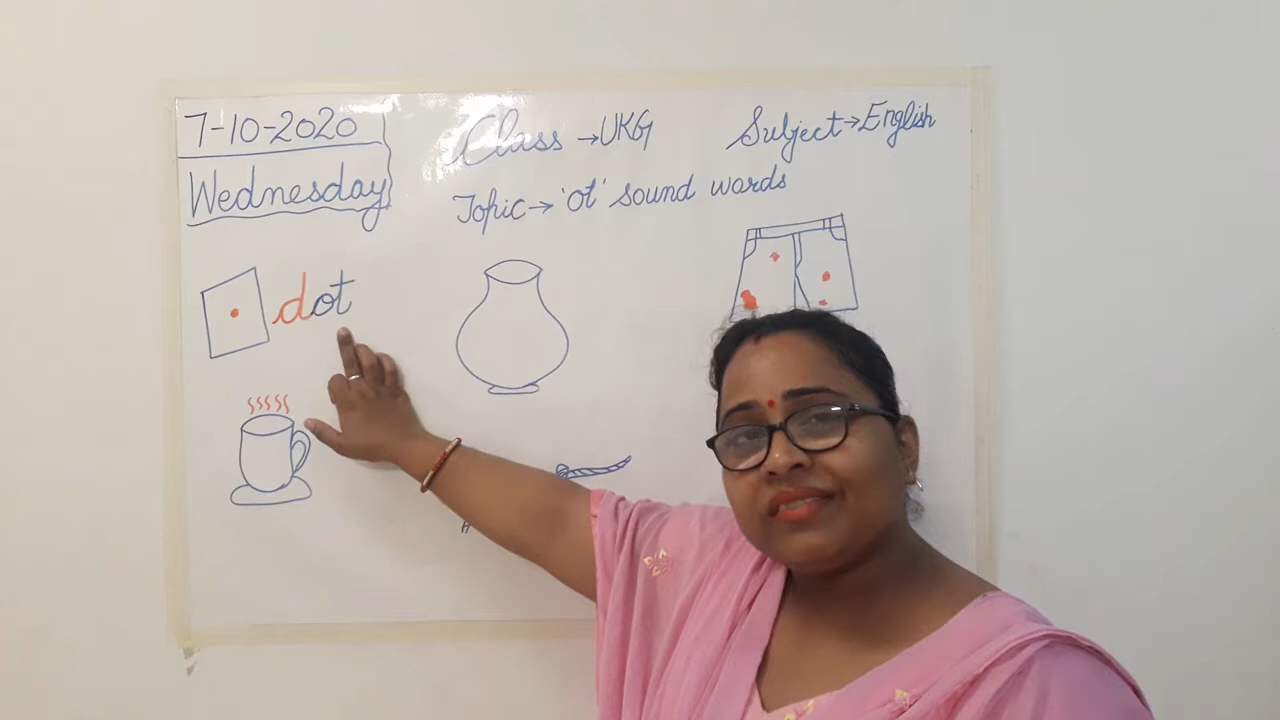 7-10-2020
Wednesday
Class → UKG
Subject → English
Topic → 'ot' sound words
dot